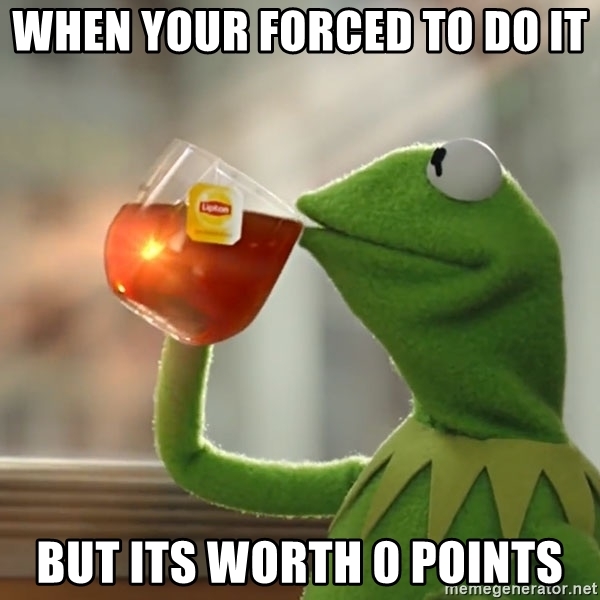 WHEN YOUR FORCED TO DO IT
Lipton
BUT ITS WORTH 0 POINTS
memegenerator.net